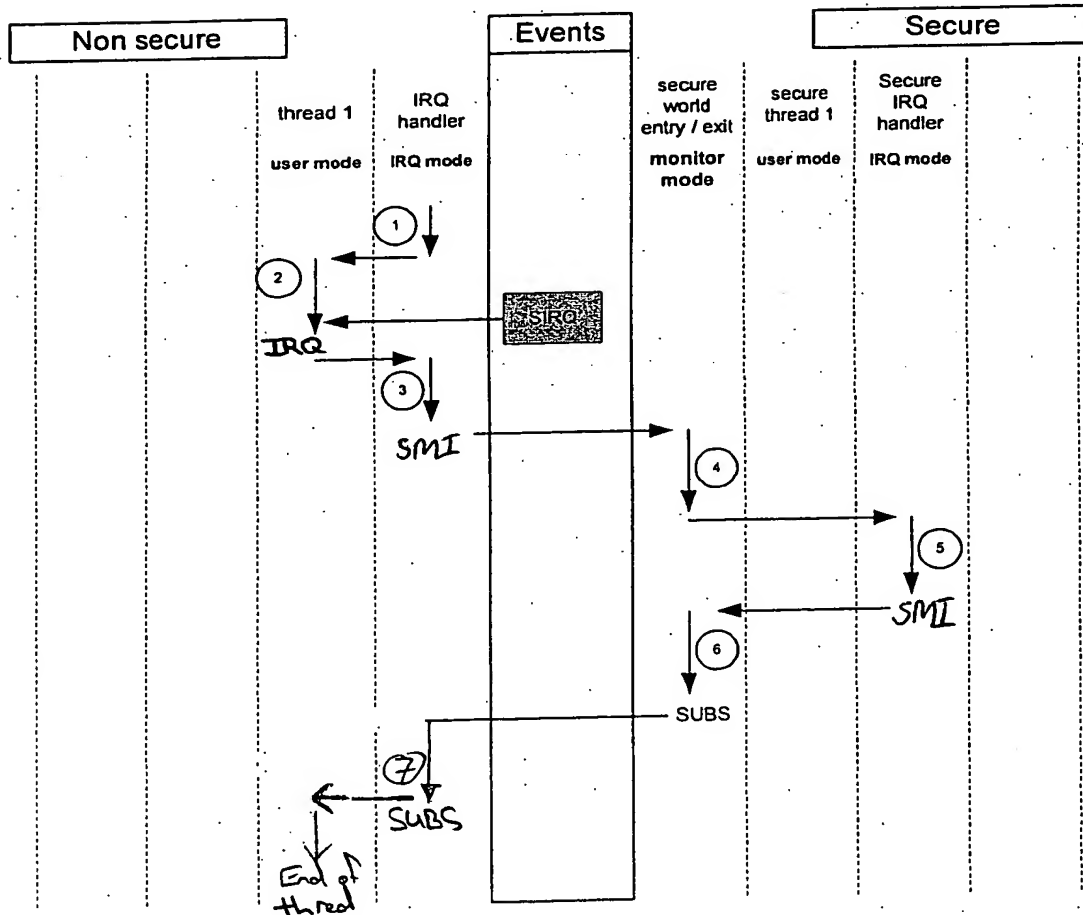 Non secure
Events
Secure
thread 1
user mode
IRQ
handler
IRQ mode
secure
world
entry / exit
monitor
mode
secure
thread 1
user mode
Secure
IRQ
handler
IRQ mode
1
2
SIRQ
IRQ
3
SMI
4
5
SMI
6
SUBS
7
SUBS
End of
thred